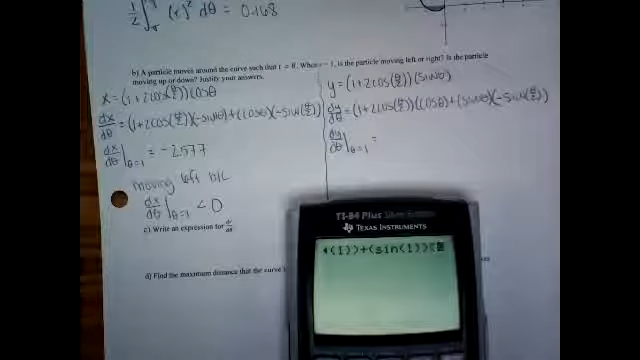 1/2 ∫ (r)² dθ = 0.168
b) A particle moves around the curve such that t = θ. When t = 1, is the particle moving left or right? Is the particle
moving up or down? Justify your answers.
x = (1+2cos(θ/2))cosθ
dx/dθ = (1+2cos(θ/2))(-sinθ)+(cosθ)(-sin(θ/2))
dx/dθ|θ=1 = -2.577
moving left b/c
dx/dθ|θ=1 < 0
y = (1+2cos(θ/2))(sinθ)
dy/dθ = (1+2cos(θ/2))(cosθ)+(sinθ)(-sin(θ/2))
dy/dθ|θ=1 =
c) Write an expression for
d) Find the maximum distance that the curve
TI-84 Plus Silver Edition
TEXAS INSTRUMENTS
(1))+(sin(1))(